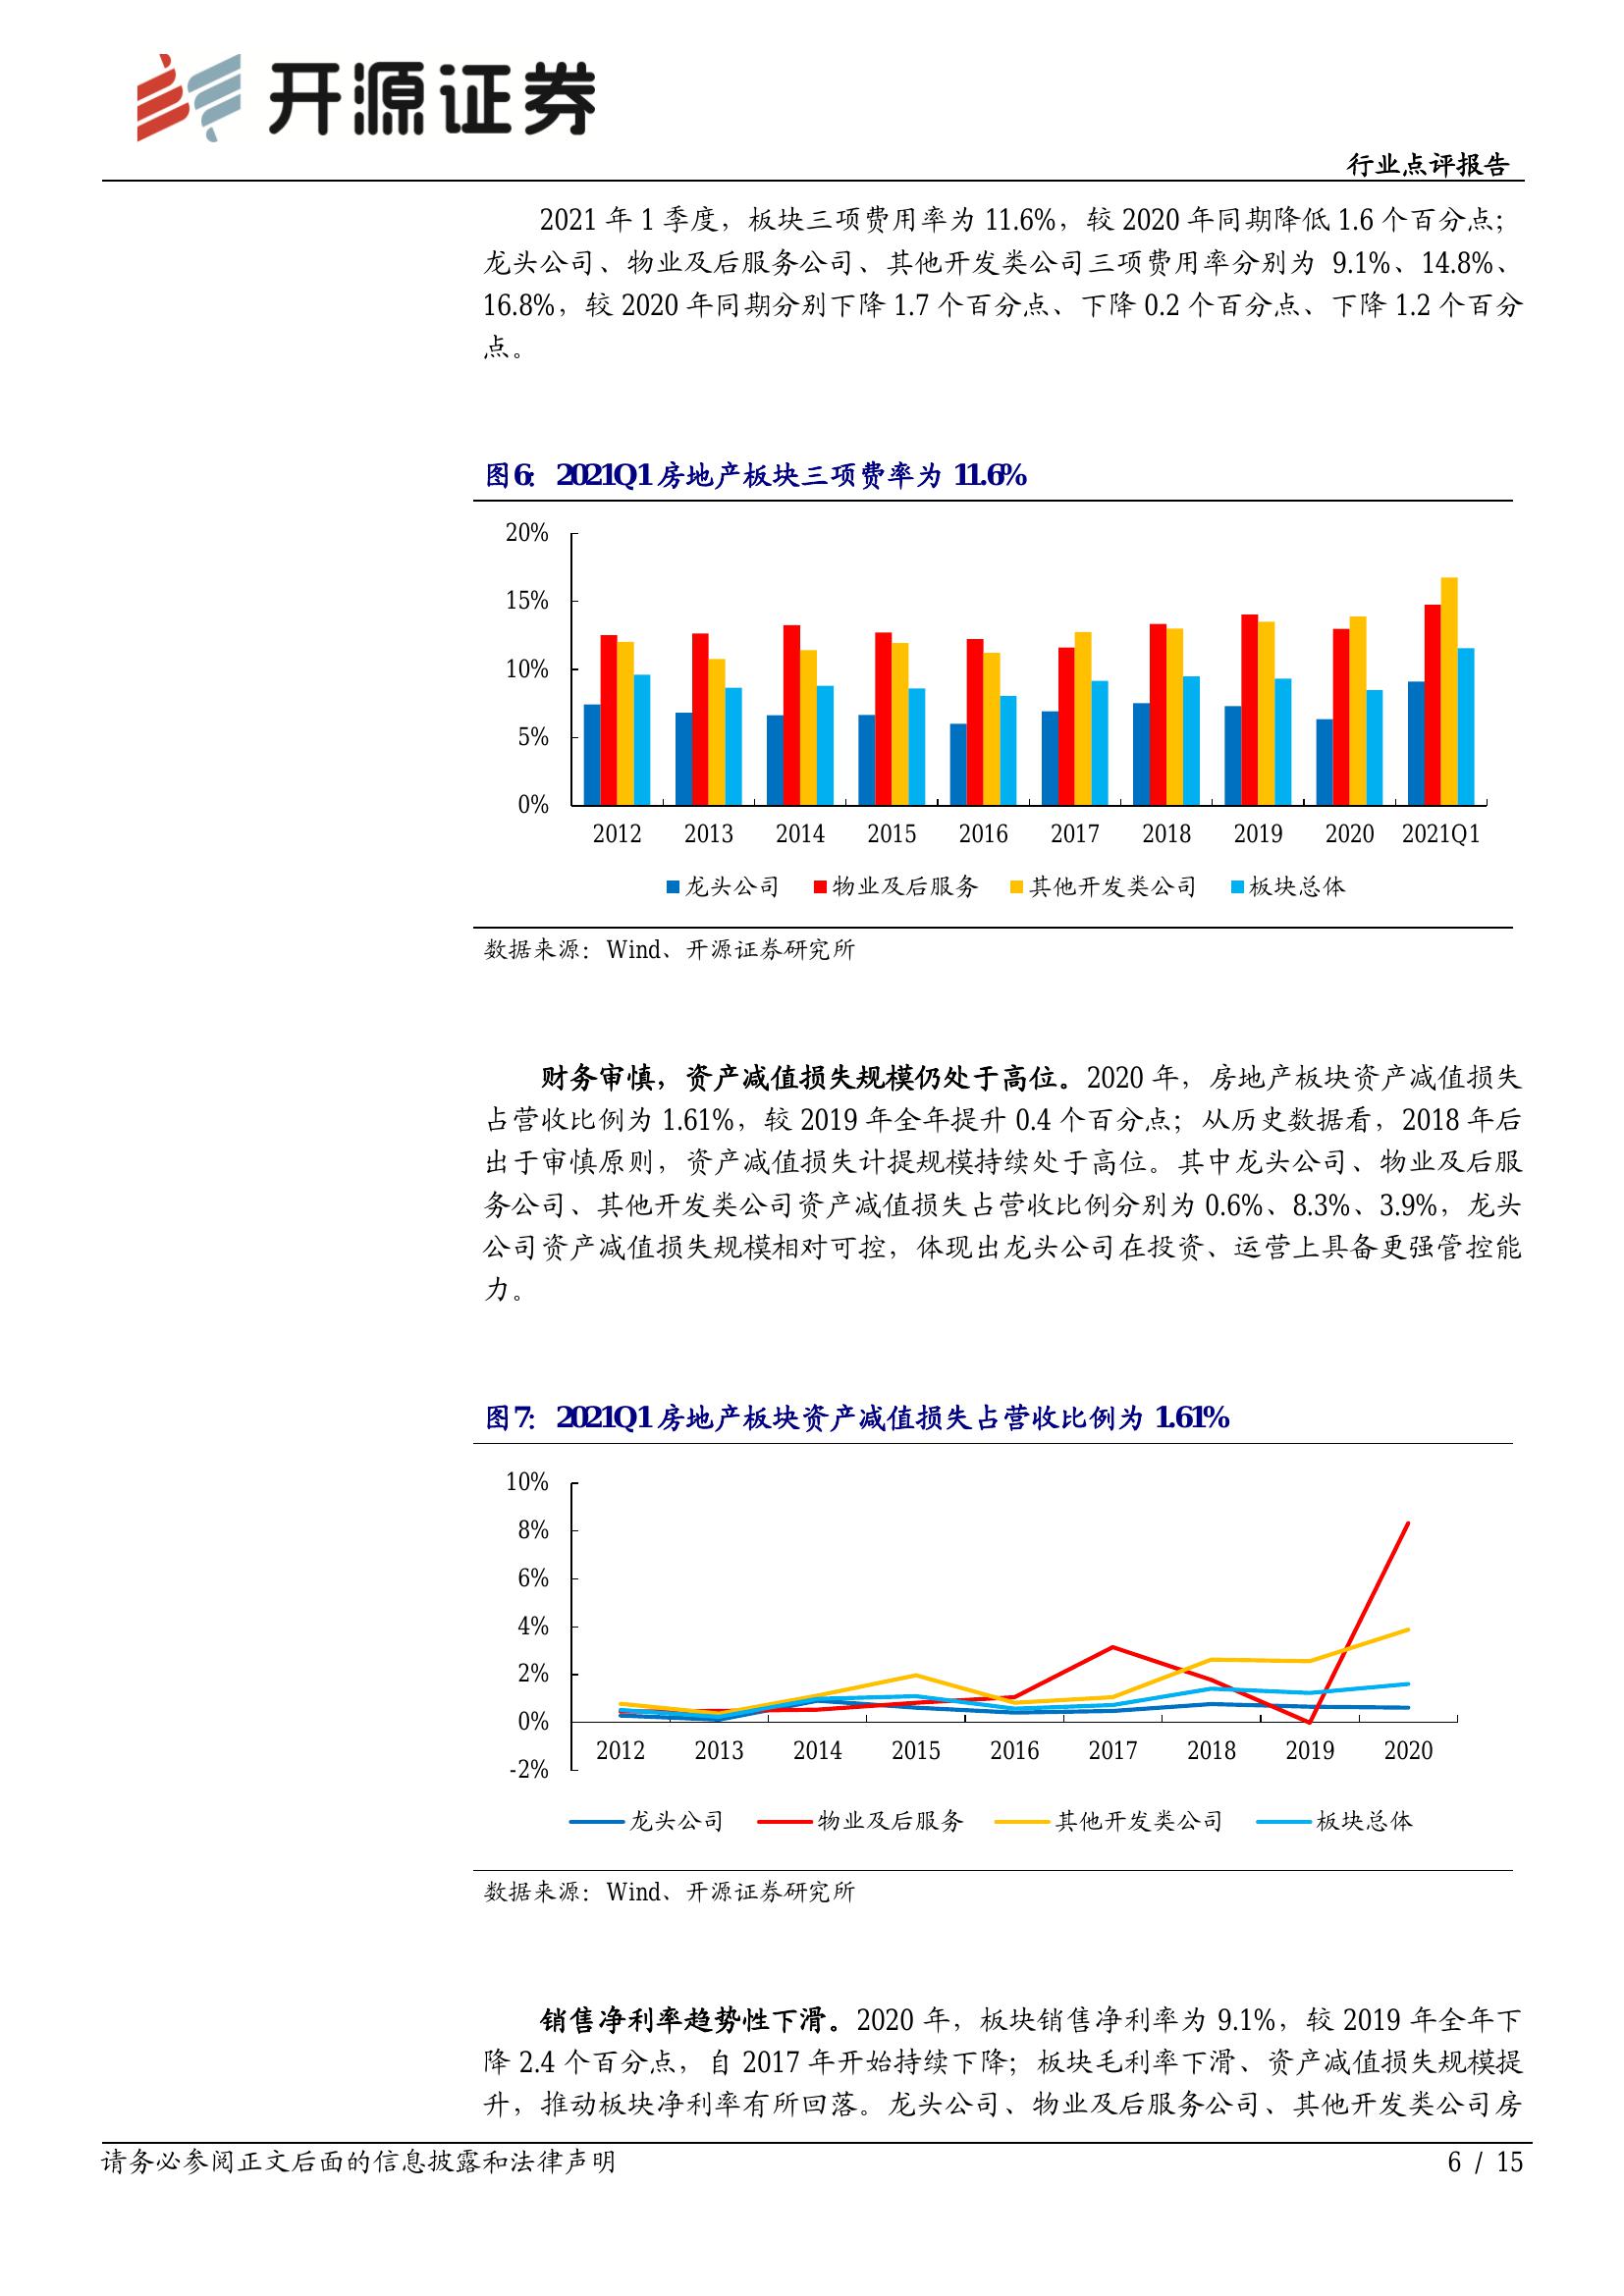 开源证券
行业点评报告
2021 年 1 季度，板块三项费用率为 11.6%，较 2020 年同期降低 1.6 个百分点；
龙头公司、物业及后服务公司、其他开发类公司三项费用率分别为 9.1%、14.8%、
16.8%，较 2020 年同期分别下降 1.7 个百分点、下降 0.2 个百分点、下降 1.2 个百分
点。
图6： 2021Q1 房地产板块三项费率为 11.6%
20%
15%
10%
5%
0%
2012 2013 2014 2015 2016 2017 2018 2019 2020 2021Q1
龙头公司 物业及后服务 其他开发类公司 板块总体
数据来源：Wind、开源证券研究所
财务审慎，资产减值损失规模仍处于高位。2020 年，房地产板块资产减值损失
占营收比例为 1.61%，较 2019 年全年提升 0.4 个百分点；从历史数据看，2018 年后
出于审慎原则，资产减值损失计提规模持续处于高位。其中龙头公司、物业及后服
务公司、其他开发类公司资产减值损失占营收比例分别为 0.6%、8.3%、3.9%，龙头
公司资产减值损失规模相对可控，体现出龙头公司在投资、运营上具备更强管控能
力。
图7： 2021Q1 房地产板块资产减值损失占营收比例为 1.61%
10%
8%
6%
4%
2%
0%
-2%
2012 2013 2014 2015 2016 2017 2018 2019 2020
龙头公司 物业及后服务 其他开发类公司 板块总体
数据来源：Wind、开源证券研究所
销售净利率趋势性下滑。2020 年，板块销售净利率为 9.1%，较 2019 年全年下
降 2.4 个百分点，自 2017 年开始持续下降；板块毛利率下滑、资产减值损失规模提
升，推动板块净利率有所回落。龙头公司、物业及后服务公司、其他开发类公司房
请务必参阅正文后面的信息披露和法律声明
6 / 15